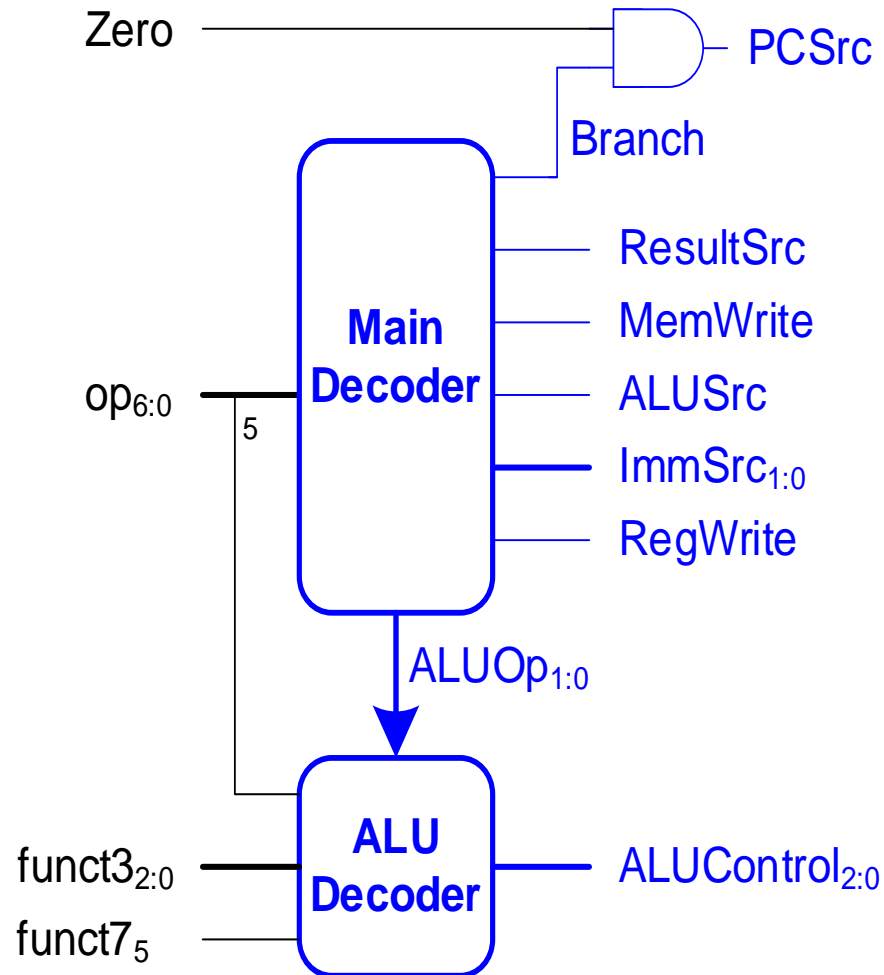 Zero
PCSrc
Branch
ResultSrc
Main
Decoder
MemWrite
op6:0
5
ALUSrc
ImmSrc1:0
RegWrite
ALUOp1:0
ALU
Decoder
funct32:0
ALUControl2:0
funct75